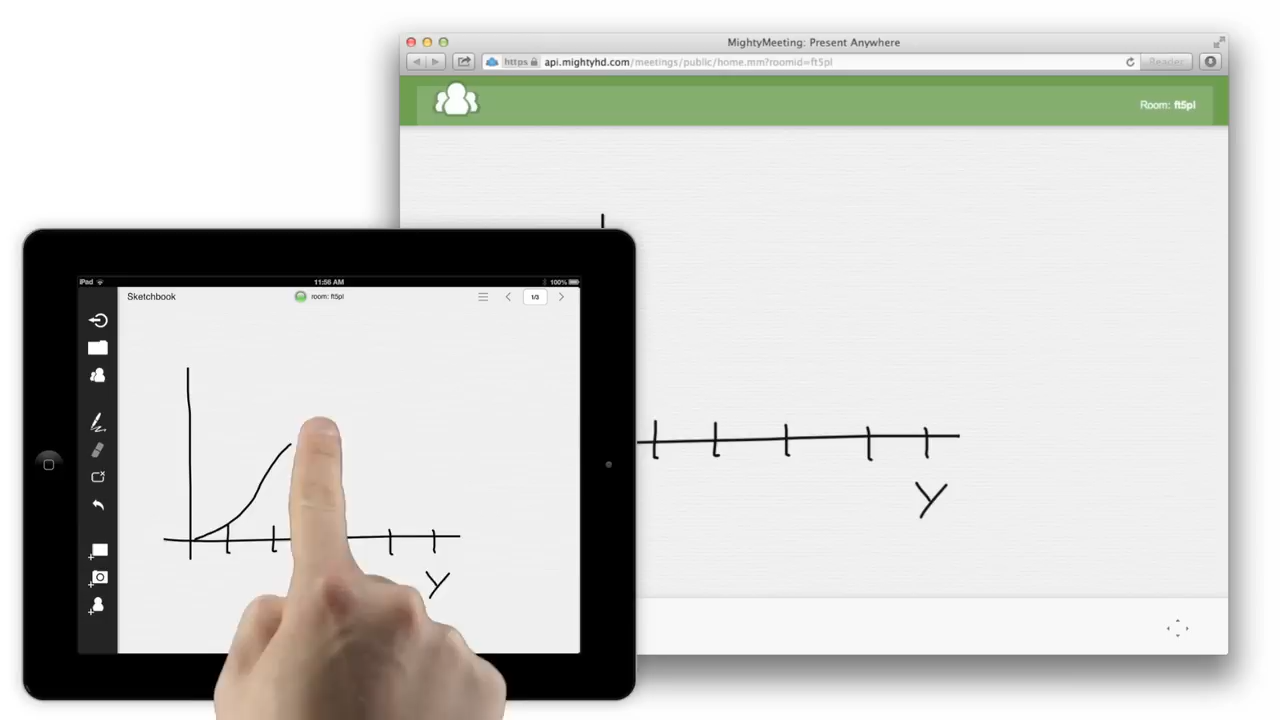 MightyMeeting: Present Anywhere
https api.mightyhd.com/meetings/public/home.mm?roomid=ft5pl
Reader
Room: ft5pl
iPad 11:56 AM 100%
Sketchbook room: ft5pl 1/3
Y
Y